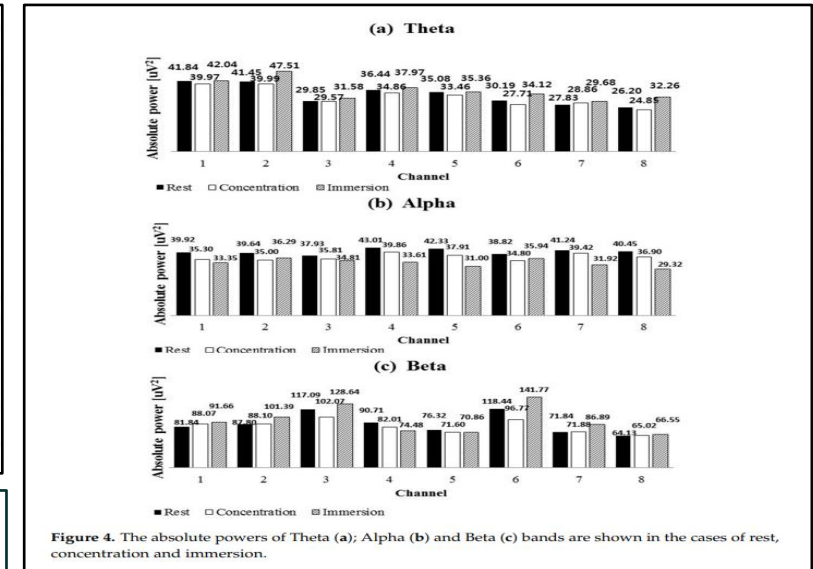 (a) Theta
Absolute power [uV²]
41.84 39.97 42.04 41.45 39.99 47.51 29.85 29.57 31.58 36.44 34.86 37.97 35.08 33.46 35.36 30.19 27.71 34.12 27.83 28.86 29.68 26.20 24.85 32.26
1 2 3 4 5 6 7 8
Channel
Rest Concentration Immersion
(b) Alpha
Absolute power [uV²]
39.92 35.30 33.35 39.64 35.00 36.29 37.93 35.81 34.81 43.01 39.86 33.61 42.33 37.91 31.00 38.82 34.80 35.94 41.24 39.42 31.92 40.45 36.90 29.32
1 2 3 4 5 6 7 8
Channel
Rest Concentration Immersion
(c) Beta
Absolute power [uV²]
81.84 88.07 91.66 87.80 88.10 101.39 117.09 102.07 128.64 90.71 82.01 74.48 76.32 71.60 70.86 118.44 96.77 141.77 71.84 71.88 86.89 64.13 65.02 66.55
1 2 3 4 5 6 7 8
Channel
Rest Concentration Immersion
Figure 4. The absolute powers of Theta (a); Alpha (b) and Beta (c) bands are shown in the cases of rest,
concentration and immersion.